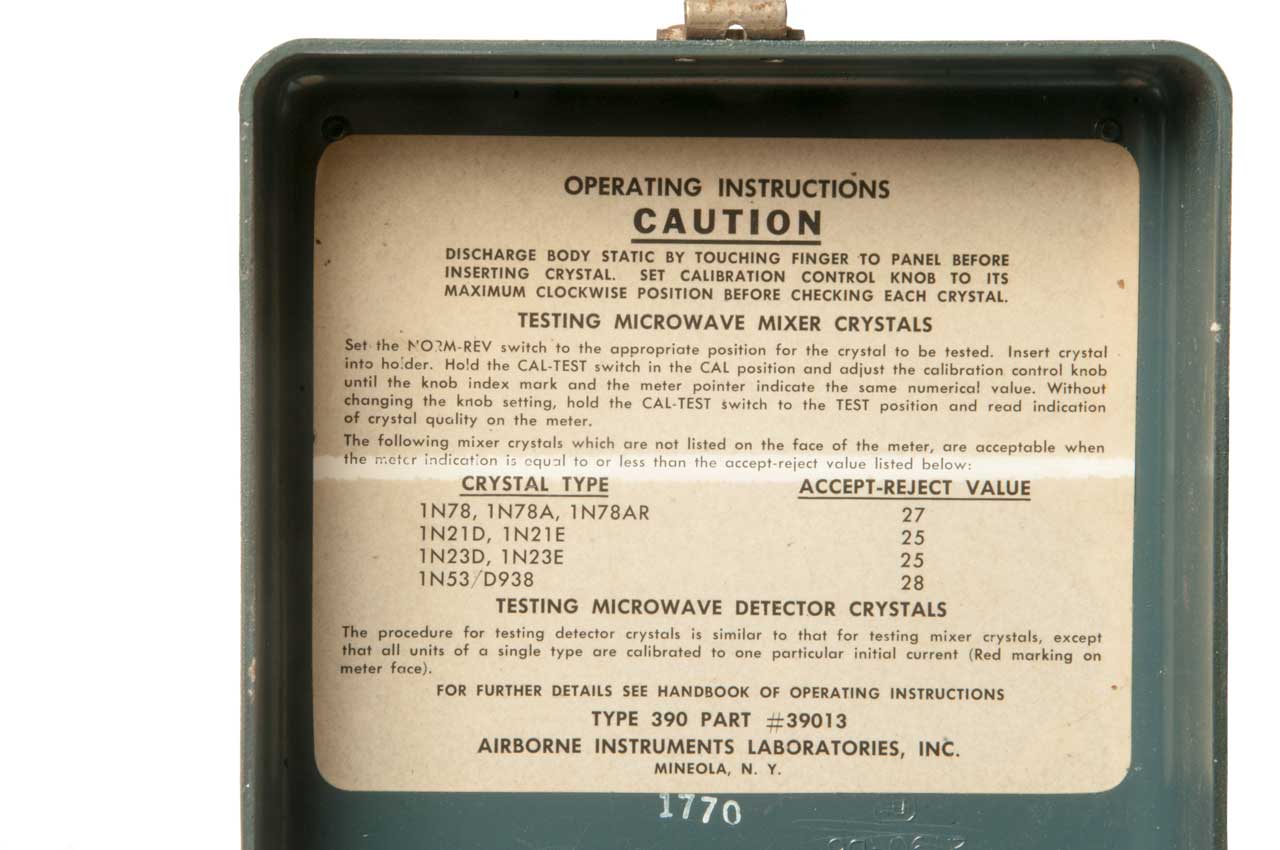 OPERATING INSTRUCTIONS
CAUTION
DISCHARGE BODY STATIC BY TOUCHING FINGER TO PANEL BEFORE
INSERTING CRYSTAL. SET CALIBRATION CONTROL KNOB TO ITS
MAXIMUM CLOCKWISE POSITION BEFORE CHECKING EACH CRYSTAL.
TESTING MICROWAVE MIXER CRYSTALS
Set the NORM-REV switch to the appropriate position for the crystal to be tested. Insert crystal
into holder. Hold the CAL-TEST switch in the CAL position and adjust the calibration control knob
until the knob index mark and the meter pointer indicate the same numerical value. Without
changing the knob setting, hold the CAL-TEST switch to the TEST position and read indication
of crystal quality on the meter.
The following mixer crystals which are not listed on the face of the meter, are acceptable when
the meter indication is equal to or less than the accept-reject value listed below:
CRYSTAL TYPE ACCEPT-REJECT VALUE
1N78, 1N78A, 1N78AR 27
1N21D, 1N21E 25
1N23D, 1N23E 25
1N53/D938 28
TESTING MICROWAVE DETECTOR CRYSTALS
The procedure for testing detector crystals is similar to that for testing mixer crystals, except
that all units of a single type are calibrated to one particular initial current (Red marking on
meter face).
FOR FURTHER DETAILS SEE HANDBOOK OF OPERATING INSTRUCTIONS
TYPE 390 PART #39013
AIRBORNE INSTRUMENTS LABORATORIES, INC.
MINEOLA, N. Y.
1770